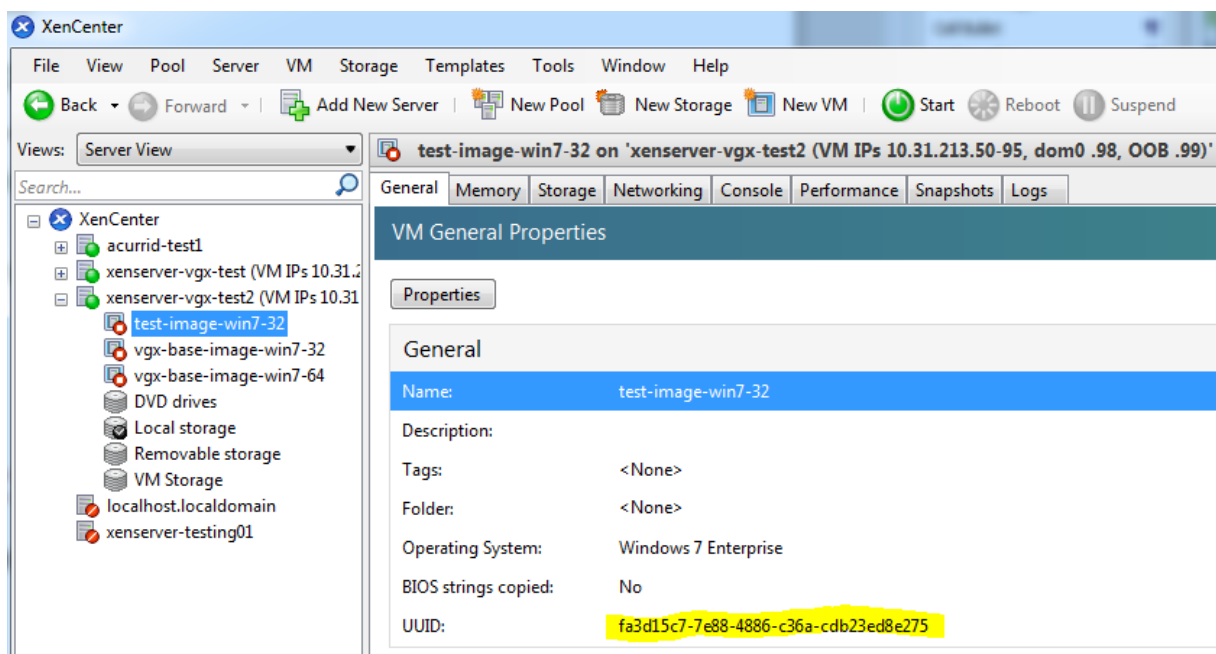 XenCenter
File View Pool Server VM Storage Templates Tools Window Help
Back Forward Add New Server New Pool New Storage New VM Start Reboot Suspend
Views: Server View
test-image-win7-32 on 'xenserver-vgx-test2 (VM IPs 10.31.213.50-95, dom0 .98, OOB .99)'
Search...
General Memory Storage Networking Console Performance Snapshots Logs
XenCenter
acurrid-test1
xenserver-vgx-test (VM IPs 10.31.2
xenserver-vgx-test2 (VM IPs 10.31
test-image-win7-32
vgx-base-image-win7-32
vgx-base-image-win7-64
DVD drives
Local storage
Removable storage
VM Storage
localhost.localdomain
xenserver-testing01
VM General Properties
Properties
General
Name: test-image-win7-32
Description:
Tags: <None>
Folder: <None>
Operating System: Windows 7 Enterprise
BIOS strings copied: No
UUID: fa3d15c7-7e88-4886-c36a-cdb23ed8e275